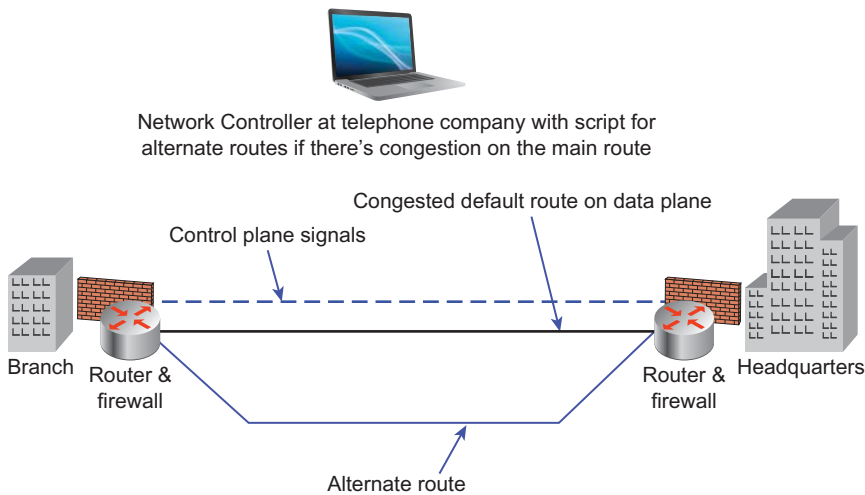 Network Controller at telephone company with script for
alternate routes if there's congestion on the main route
Congested default route on data plane
Control plane signals
Branch
Router &
firewall
Router &
firewall
Headquarters
Alternate route